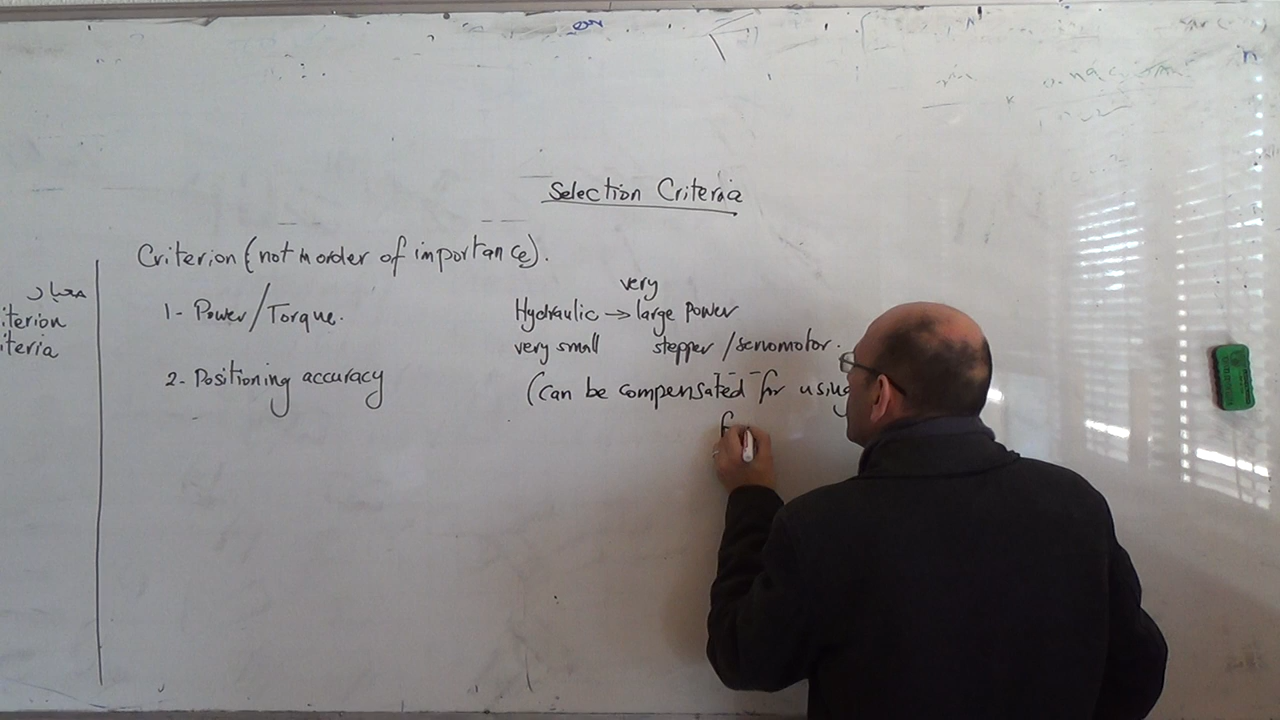 Selection Criteria
Criterion (not in order of importance).
معيار
iterion
iteria
1- Power/Torque.
very
Hydraulic → large power
very small stepper/servomotor.
2- Positioning accuracy
(can be compensated for using
f